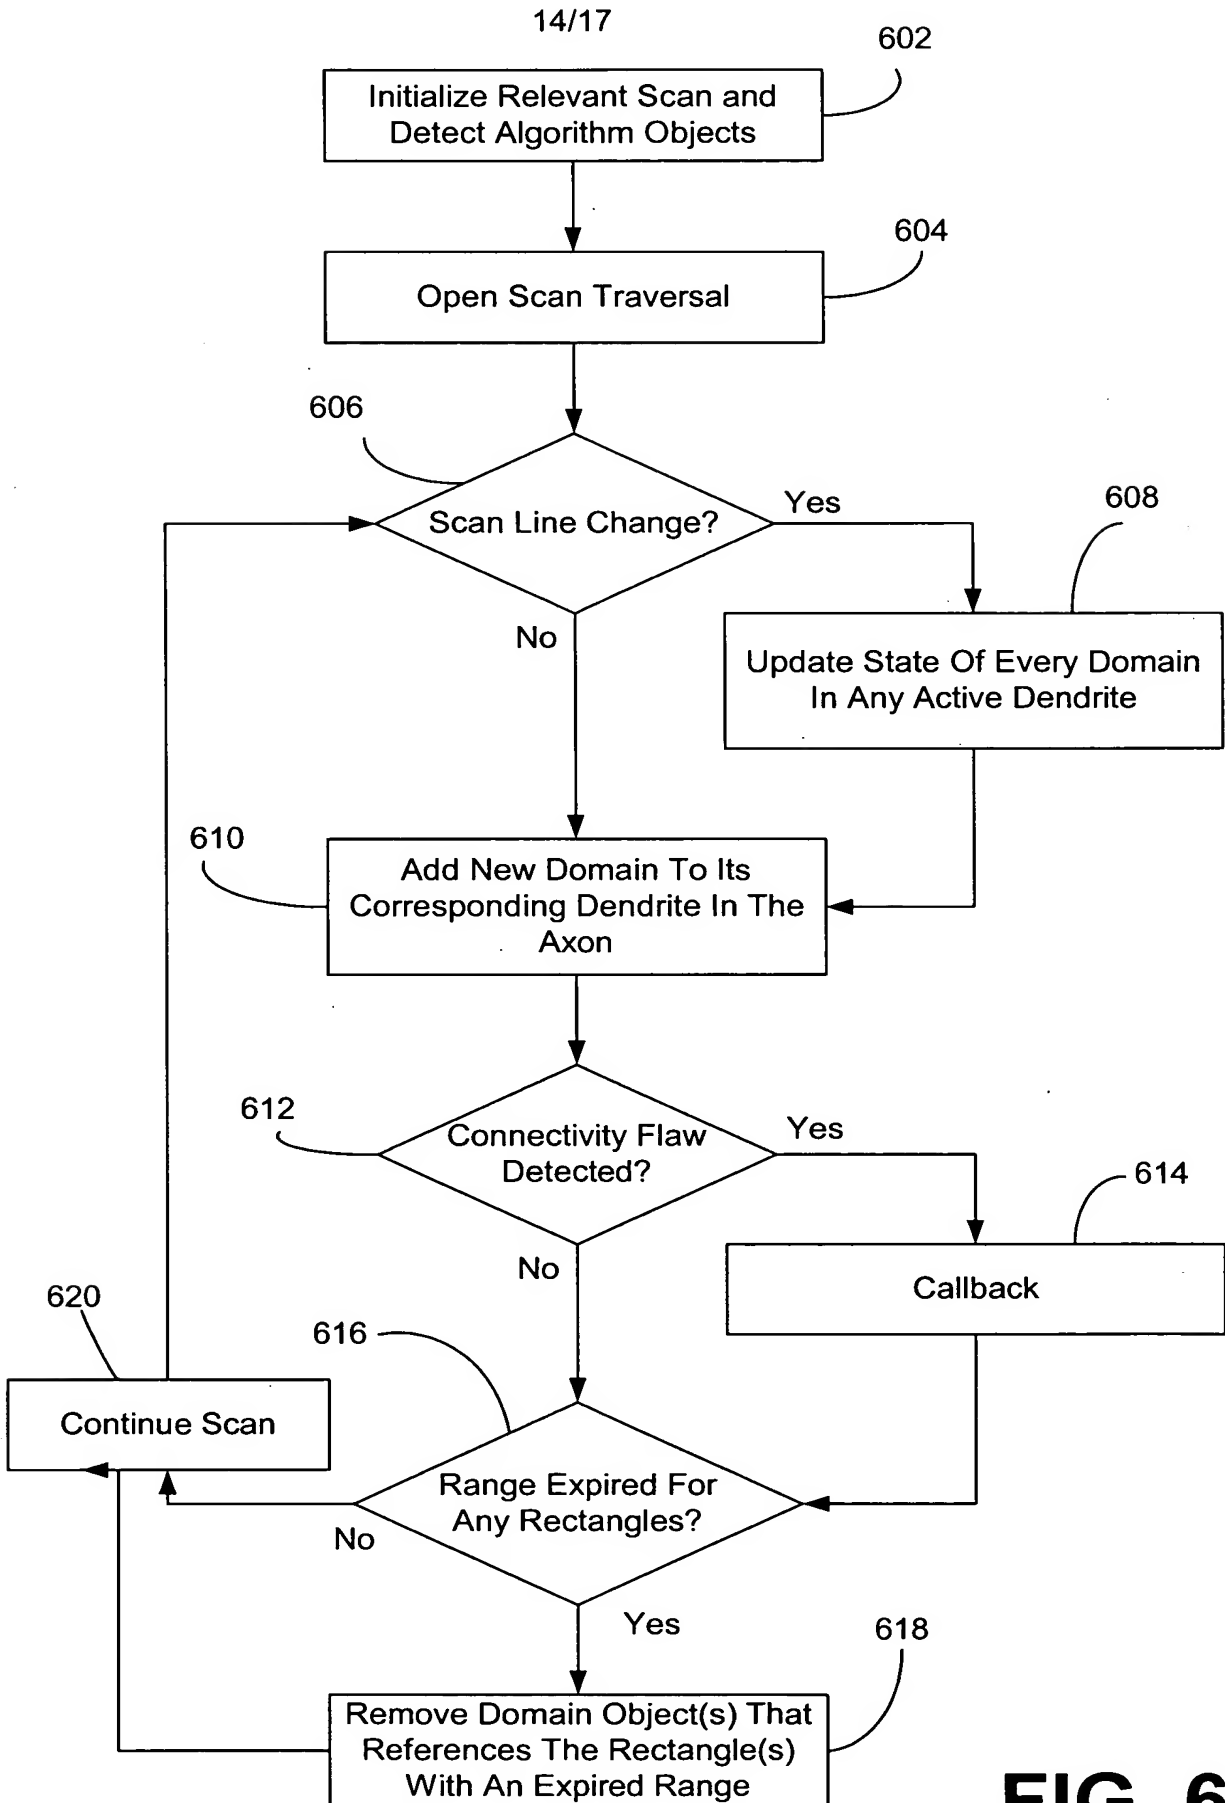 14/17
602
Initialize Relevant Scan and
Detect Algorithm Objects
604
Open Scan Traversal
606
Scan Line Change?
Yes
608
No
Update State Of Every Domain
In Any Active Dendrite
610
Add New Domain To Its
Corresponding Dendrite In The
Axon
612
Connectivity Flaw
Detected?
Yes
614
No
Callback
620
616
Continue Scan
Range Expired For
Any Rectangles?
No
Yes
618
Remove Domain Object(s) That
References The Rectangle(s)
With An Expired Range
FIG. 6